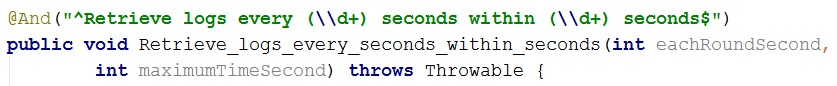 @And("^Retrieve logs every (\\d+) seconds within (\\d+) seconds$")
public void Retrieve_logs_every_seconds_within_seconds(int eachRoundSecond,
int maximumTimeSecond) throws Throwable {